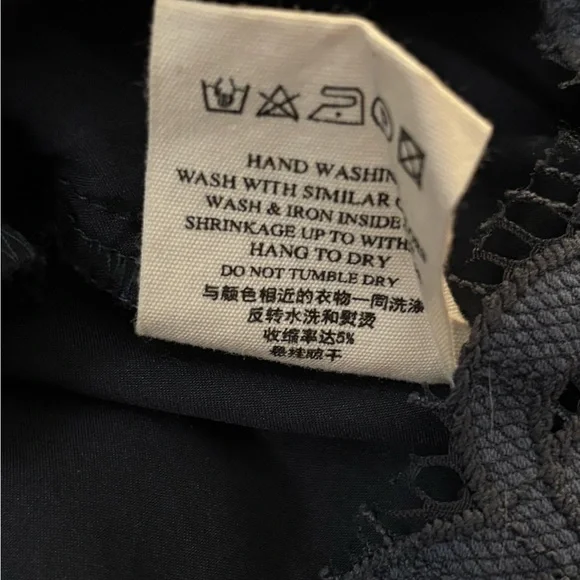 HAND WASHIN
WASH WITH SIMILAR
WASH & IRON INSIDE
SHRINKAGE UP TO WITH
HANG TO DRY
DO NOT TUMBLE DRY
与颜色相近的衣物一同洗涤
反转水洗和熨烫
收缩率达5%
悬挂晾干